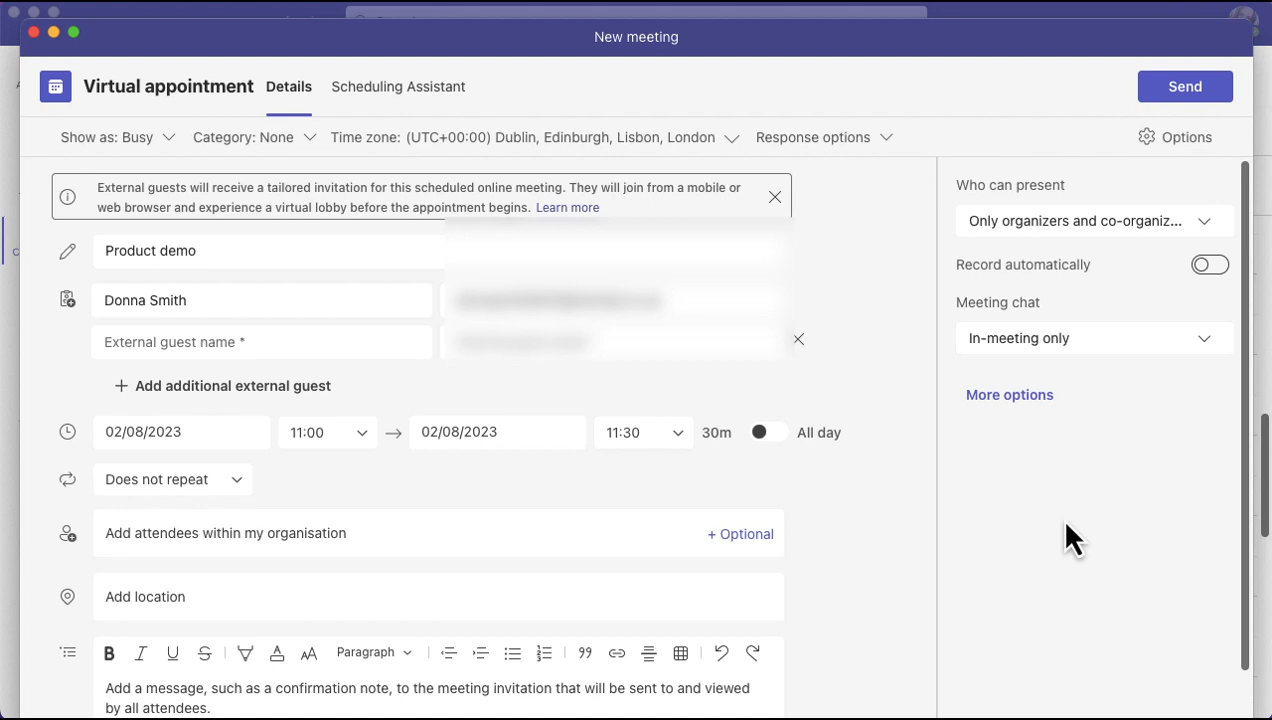 New meeting
Virtual appointment Details Scheduling Assistant Send
Show as: Busy Category: None Time zone: (UTC+00:00) Dublin, Edinburgh, Lisbon, London Response options Options
External guests will receive a tailored invitation for this scheduled online meeting. They will join from a mobile or
web browser and experience a virtual lobby before the appointment begins. Learn more
Product demo
Donna Smith
External guest name *
+ Add additional external guest
02/08/2023 11:00 → 02/08/2023 11:30 30m All day
Does not repeat
Add attendees within my organisation + Optional
Add location
B I U S AA Paragraph
Add a message, such as a confirmation note, to the meeting invitation that will be sent to and viewed
by all attendees.
Who can present
Only organizers and co-organiz...
Record automatically
Meeting chat
In-meeting only
More options